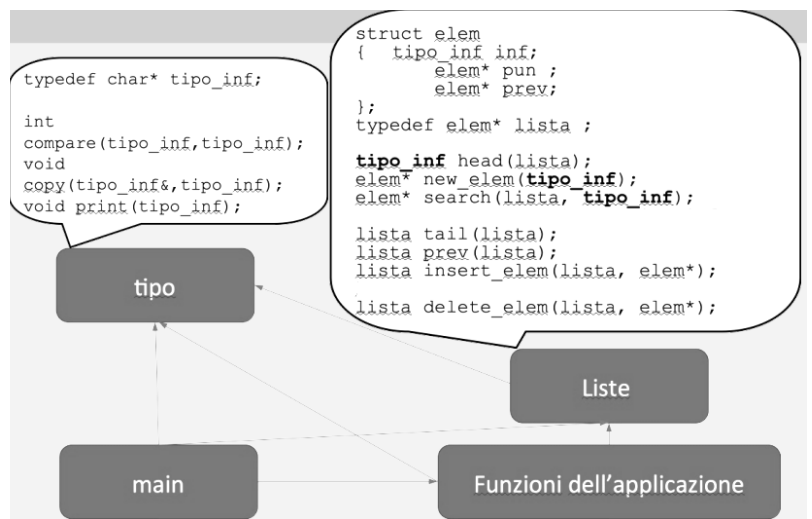 typedef char* tipo_inf;
int
compare(tipo_inf,tipo_inf);
void
copy(tipo_inf&,tipo_inf);
void print(tipo_inf);
struct elem
{ tipo_inf inf;
elem* pun ;
elem* prev;
};
typedef elem* lista ;
tipo_inf head(lista);
elem* new_elem(tipo_inf);
elem* search(lista, tipo_inf);
lista tail(lista);
lista prev(lista);
lista insert_elem(lista, elem*);
lista delete_elem(lista, elem*);
tipo
Liste
main
Funzioni dell’applicazione